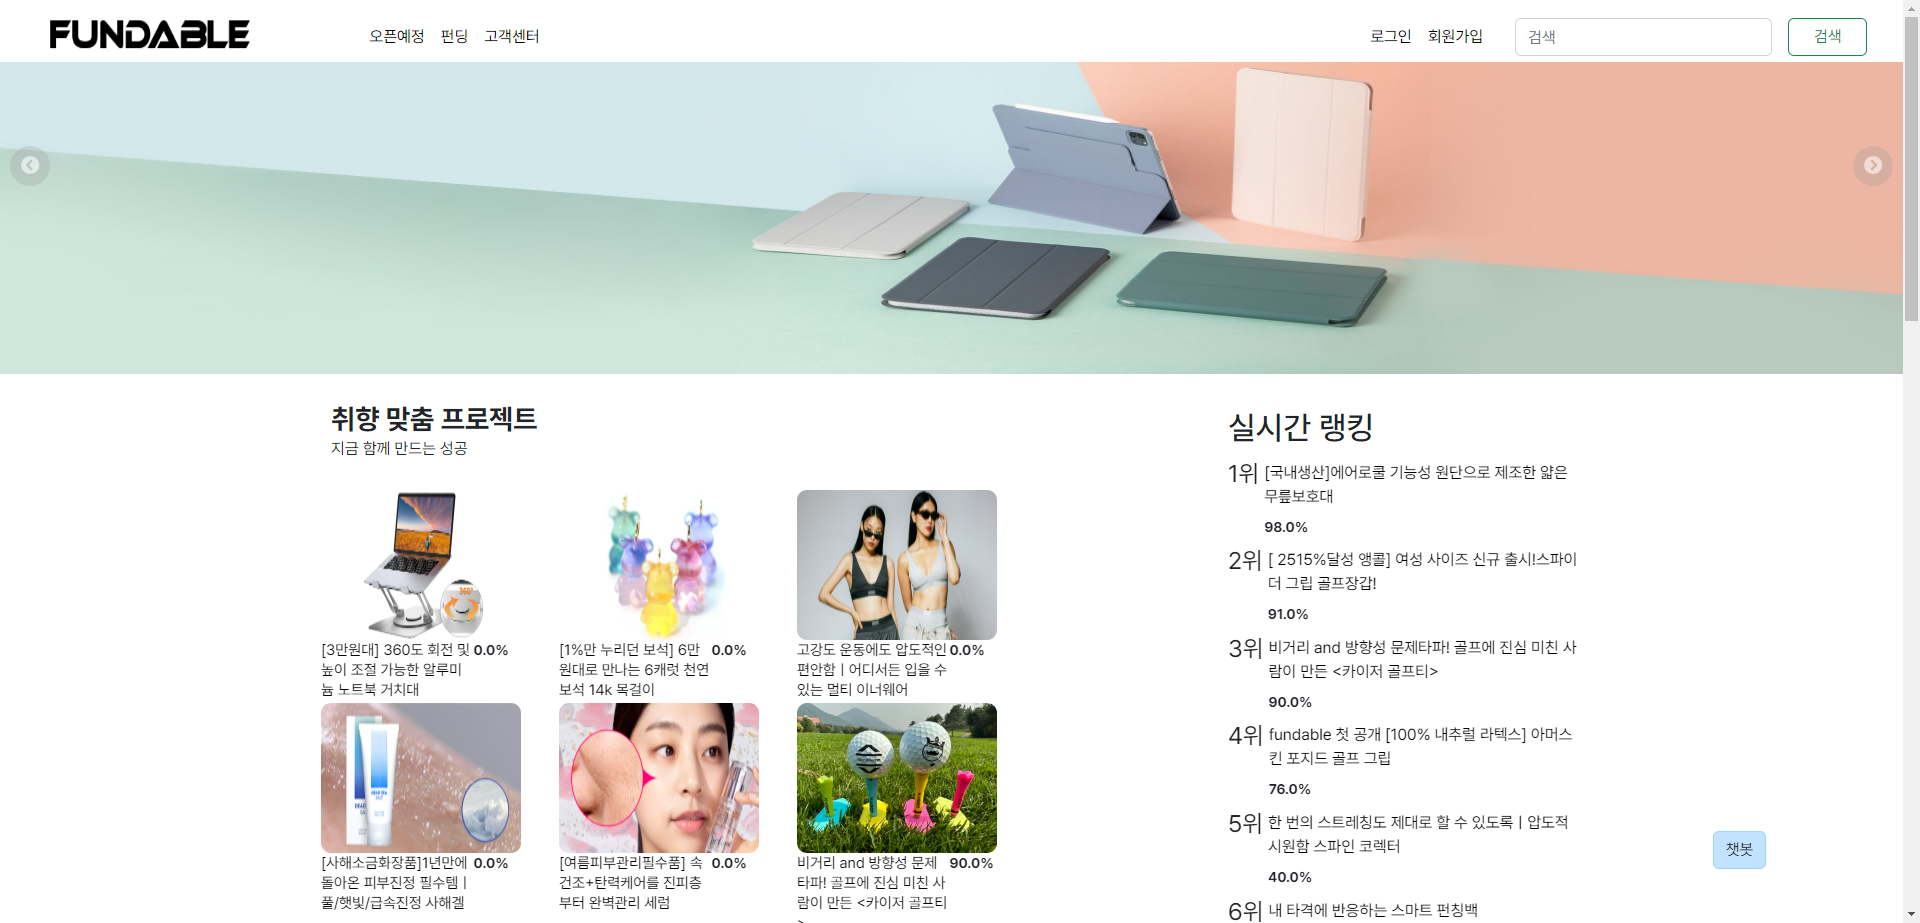 FUNDABLE
오픈예정 펀딩 고객센터
로그인 회원가입
검색
검색
취향 맞춤 프로젝트
지금 함께 만드는 성공
[3만원대] 360도 회전 및
높이 조절 가능한 알루미
늄 노트북 거치대
0.0%
360°
[1%만 누리던 보석] 6만
원대로 만나는 6캐럿 천연
보석 14k 목걸이
0.0%
고강도 운동에도 압도적인
편안함 | 어디서든 입을 수
있는 멀티 이너웨어
0.0%
DEAD SEA
[사해소금화장품]1년만에
돌아온 피부진정 필수템 |
풀/햇빛/급속진정 사해겔
0.0%
[여름피부관리필수품] 속
건조+탄력케어를 진피층
부터 완벽관리 세럼
0.0%
비거리 and 방향성 문제
타파! 골프에 진심 미친 사
람이 만든 <카이저 골프티
>
90.0%
실시간 랭킹
1위 [국내생산]에어로쿨 기능성 원단으로 제조한 얇은
무릎보호대
98.0%
2위 [ 2515%달성 앵콜] 여성 사이즈 신규 출시!스파이
더 그립 골프장갑!
91.0%
3위 비거리 and 방향성 문제타파! 골프에 진심 미친 사
람이 만든 <카이저 골프티>
90.0%
4위 fundable 첫 공개 [100% 내추럴 라텍스] 아머스
킨 포지드 골프 그립
76.0%
5위 한 번의 스트레칭도 제대로 할 수 있도록 | 압도적
시원함 스파인 코렉터
40.0%
6위 내 타격에 반응하는 스마트 펀칭백
챗봇